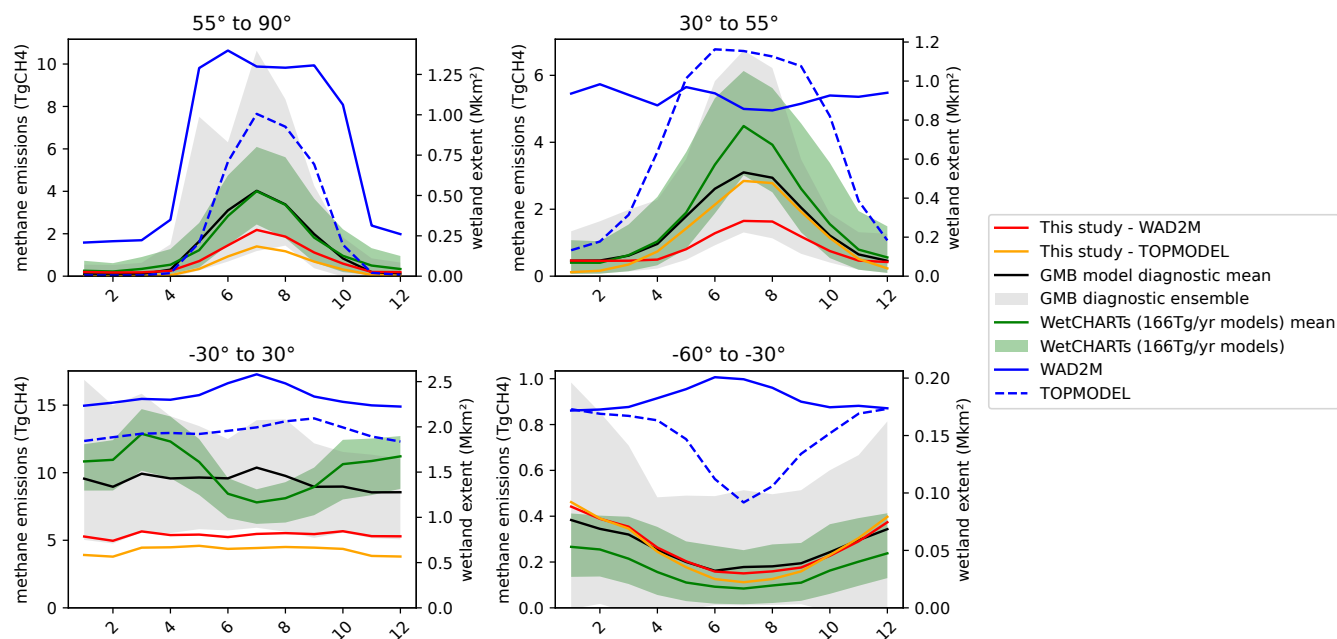 55° to 90°
methane emissions (TgCH4)
10
8
6
4
2
0
1.25
1.00
0.75
0.50
0.25
0.00
wetland extent (Mkm²)
2 4 6 8 10 12
30° to 55°
methane emissions (TgCH4)
6
4
2
0
1.2
1.0
0.8
0.6
0.4
0.2
0.0
wetland extent (Mkm²)
2 4 6 8 10 12
This study - WAD2M
This study - TOPMODEL
GMB model diagnostic mean
GMB diagnostic ensemble
WetCHARTs (166Tg/yr models) mean
WetCHARTs (166Tg/yr models)
WAD2M
TOPMODEL
-30° to 30°
methane emissions (TgCH4)
15
10
5
0
2.5
2.0
1.5
1.0
0.5
0.0
wetland extent (Mkm²)
2 4 6 8 10 12
-60° to -30°
methane emissions (TgCH4)
1.0
0.8
0.6
0.4
0.2
0.0
0.20
0.15
0.10
0.05
0.00
wetland extent (Mkm²)
2 4 6 8 10 12